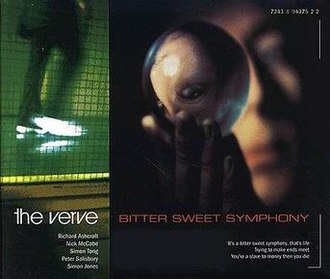 7243 8 94375 2 2
the verve
BITTER SWEET SYMPHONY
Richard Ashcroft
Nick McCabe
Simon Tong
Peter Salisbury
Simon Jones
It's a bitter sweet symphony, that's life
Trying to make ends meet
You're a slave to money then you die